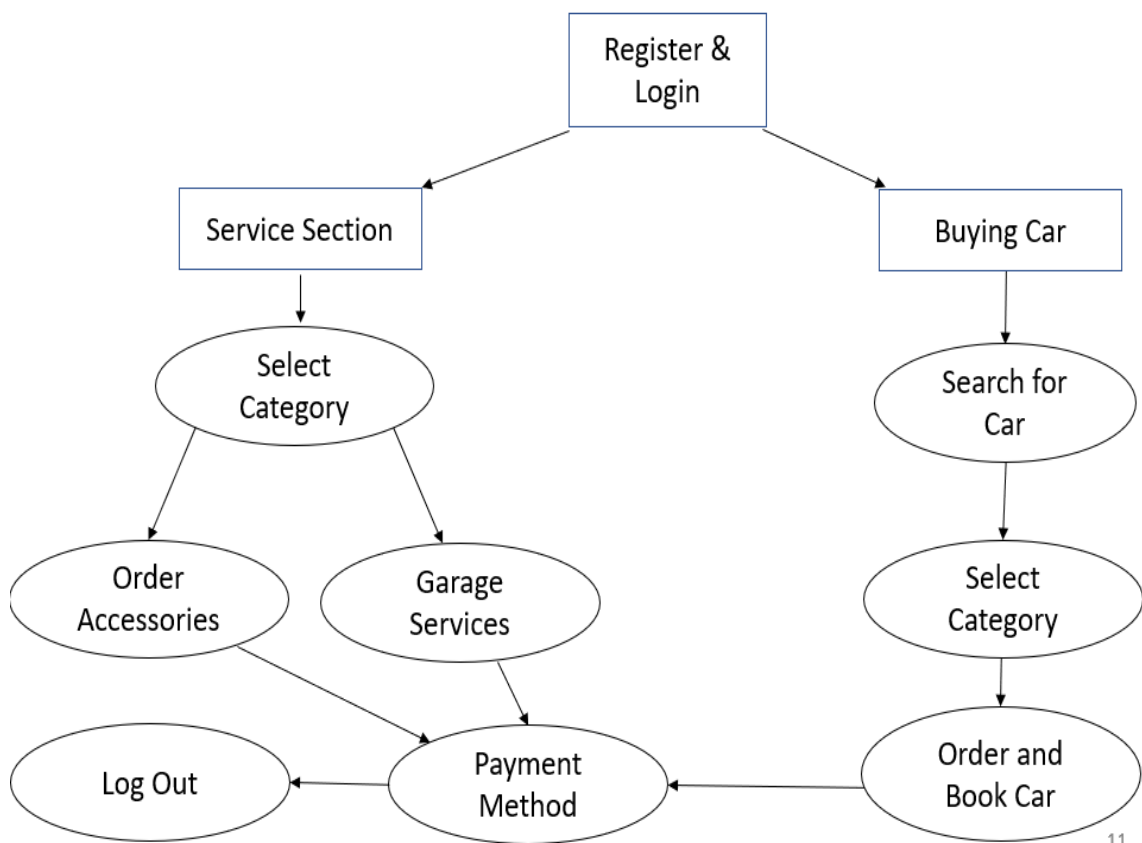 Register &
Login
Service Section
Buying Car
Select
Category
Search for
Car
Order
Accessories
Garage
Services
Select
Category
Log Out
Payment
Method
Order and
Book Car
11